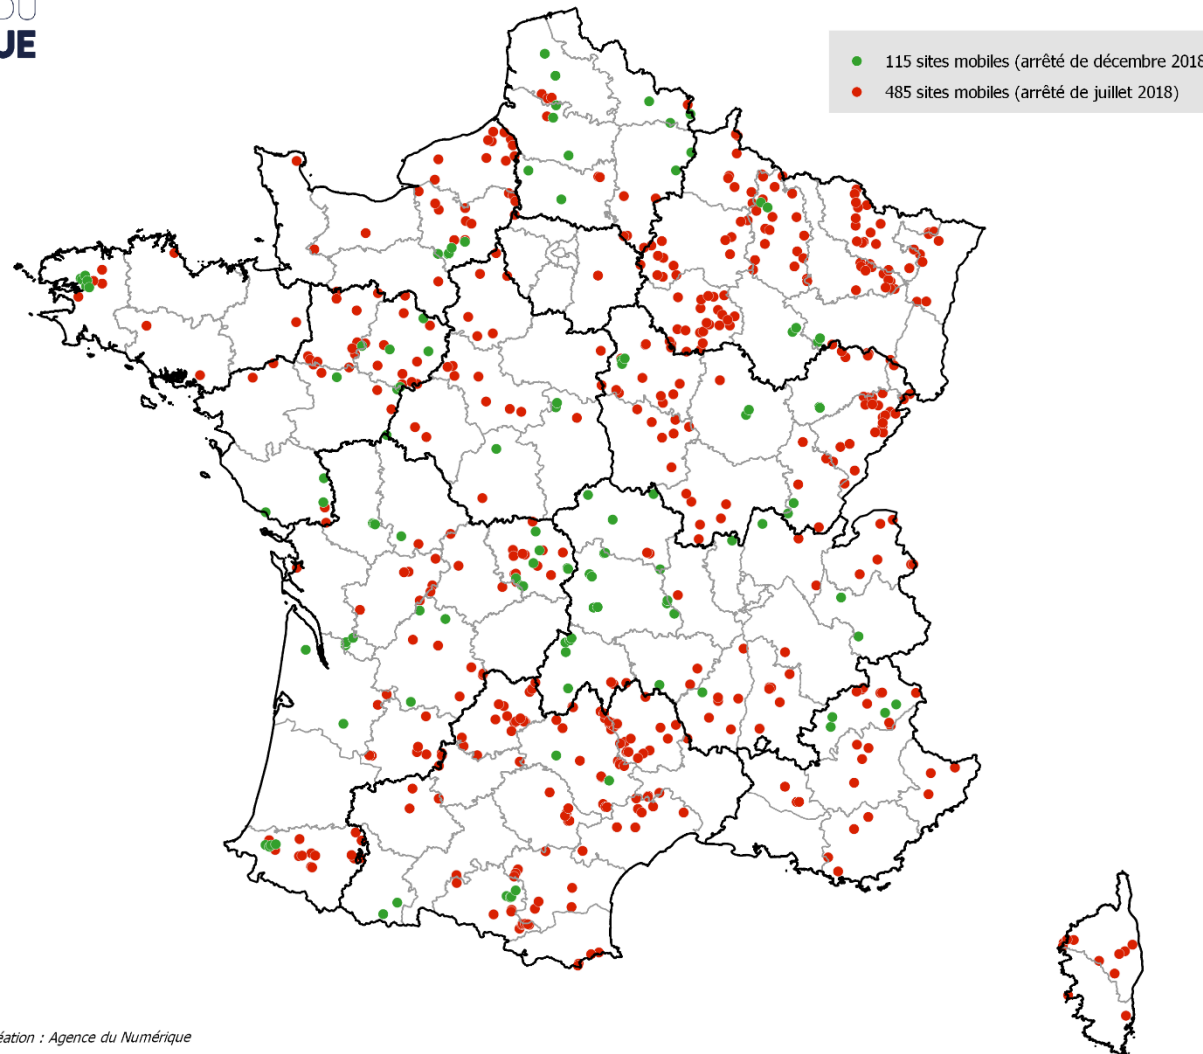 DU
UE
115 sites mobiles (arrêté de décembre 2018
485 sites mobiles (arrêté de juillet 2018)
éation : Agence du Numérique